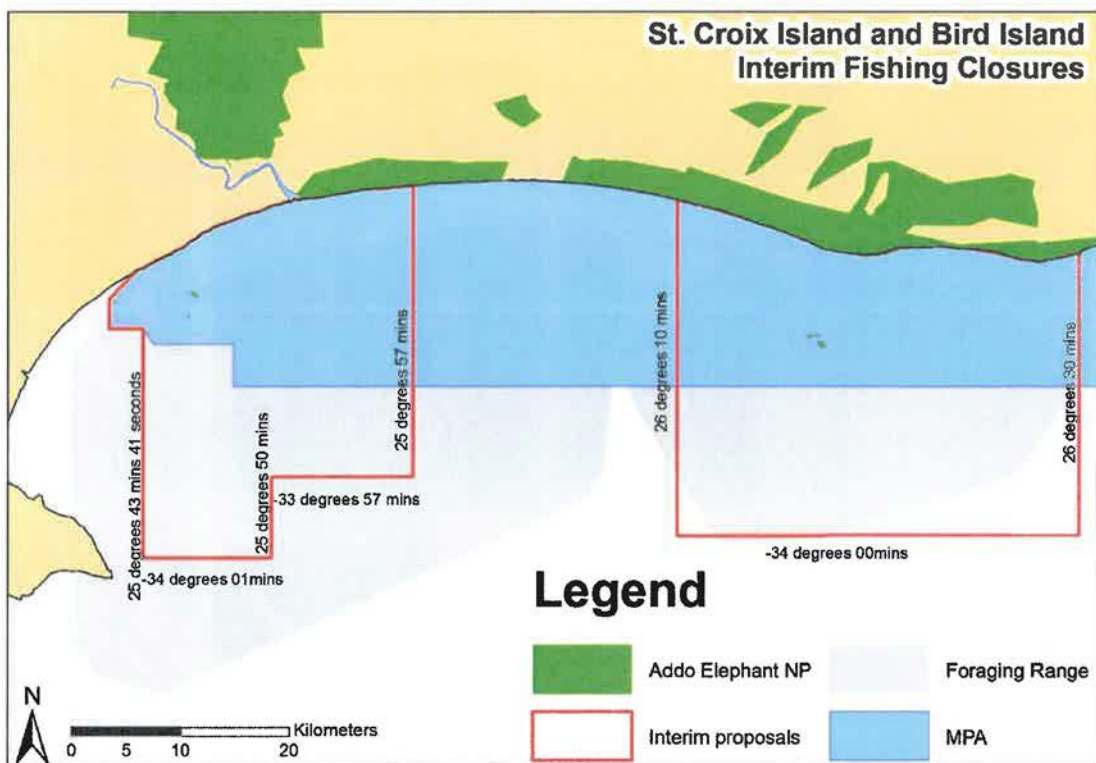 St. Croix Island and Bird Island
Interim Fishing Closures
25 degrees 43 mins 41 seconds
25 degrees 50 mins
25 degrees 57 mins
26 degrees 10 mins
26 degrees 30 mins
-33 degrees 57 mins
-34 degrees 01mins
-34 degrees 00mins
Legend
Addo Elephant NP
Foraging Range
Interim proposals
MPA
N
Kilometers
0 5 10 20